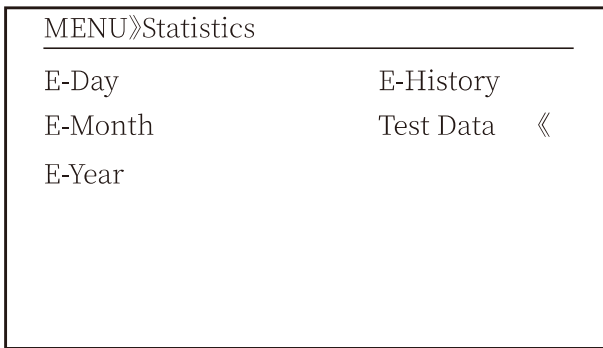 MENU》Statistics
E-Day
E-Month
E-Year
E-History
Test Data 《